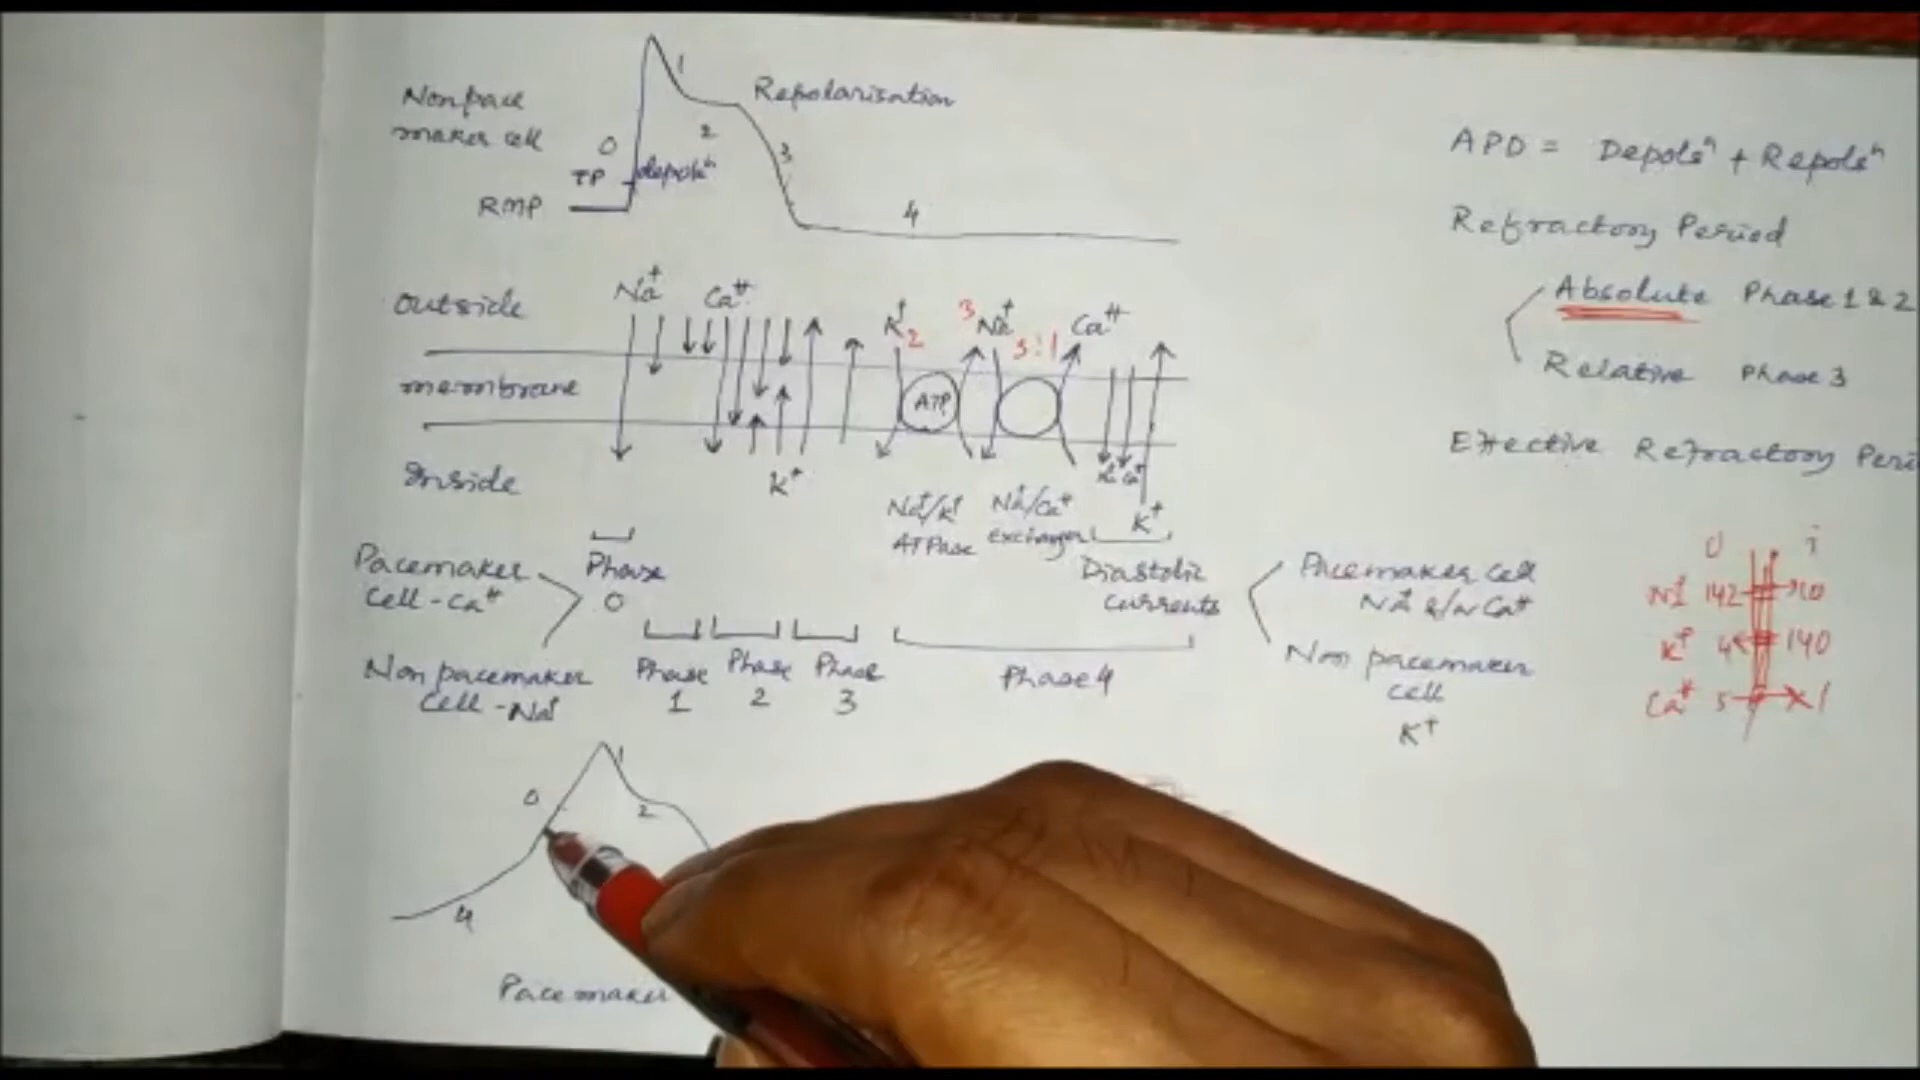 1
Repolarisation
Nonpace
maker cell
0
2
3
TP
depolⁿ
RMP
4
APD = Depolsⁿ + Repolsⁿ
Refractory Period
Absolute Phase 1 & 2
Relative Phase 3
Effective Refractory Peri
Outside
Na⁺
Ca⁺⁺
K⁺ 2
3 Na⁺
3:1
Ca⁺⁺
membrane
ATP
Inside
K⁺
Na⁺/K⁺
ATPase
Na⁺/Ca⁺⁺
exchanger
Na⁺
Ca⁺⁺
K⁺
Diastolic
currents
Pacemaker
Cell - Ca⁺⁺
Non pacemaker
Cell - Na⁺
Phase
0
Phase
1
Phase
2
Phase
3
Phase 4
Pacemaker cell
Na⁺ &/or Ca⁺⁺
Non pacemaker
cell
K⁺
O i
Na⁺ 142 10
K⁺ 4 140
Ca⁺⁺ 5 1
0
1
2
4
Pacemaker